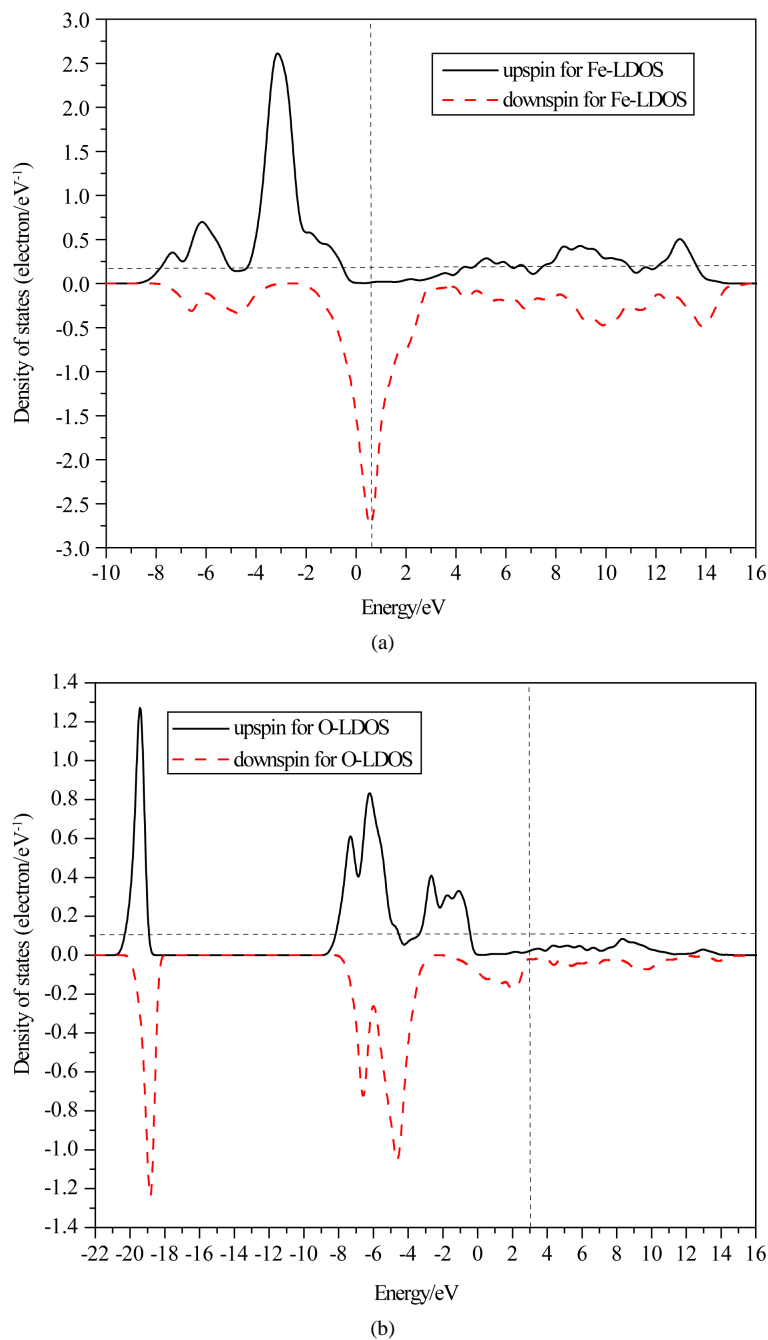 3.0
2.5
2.0
1.5
1.0
0.5
0.0
-0.5
-1.0
-1.5
-2.0
-2.5
-3.0
Density of states (electron/eV-1)
upspin for Fe-LDOS
downspin for Fe-LDOS
-10 -8 -6 -4 -2 0 2 4 6 8 10 12 14 16
Energy/eV
(a)
1.4
1.2
1.0
0.8
0.6
0.4
0.2
0.0
-0.2
-0.4
-0.6
-0.8
-1.0
-1.2
-1.4
Density of states (electron/eV-1)
upspin for O-LDOS
downspin for O-LDOS
-22 -20 -18 -16 -14 -12 -10 -8 -6 -4 -2 0 2 4 6 8 10 12 14 16
Energy/eV
(b)